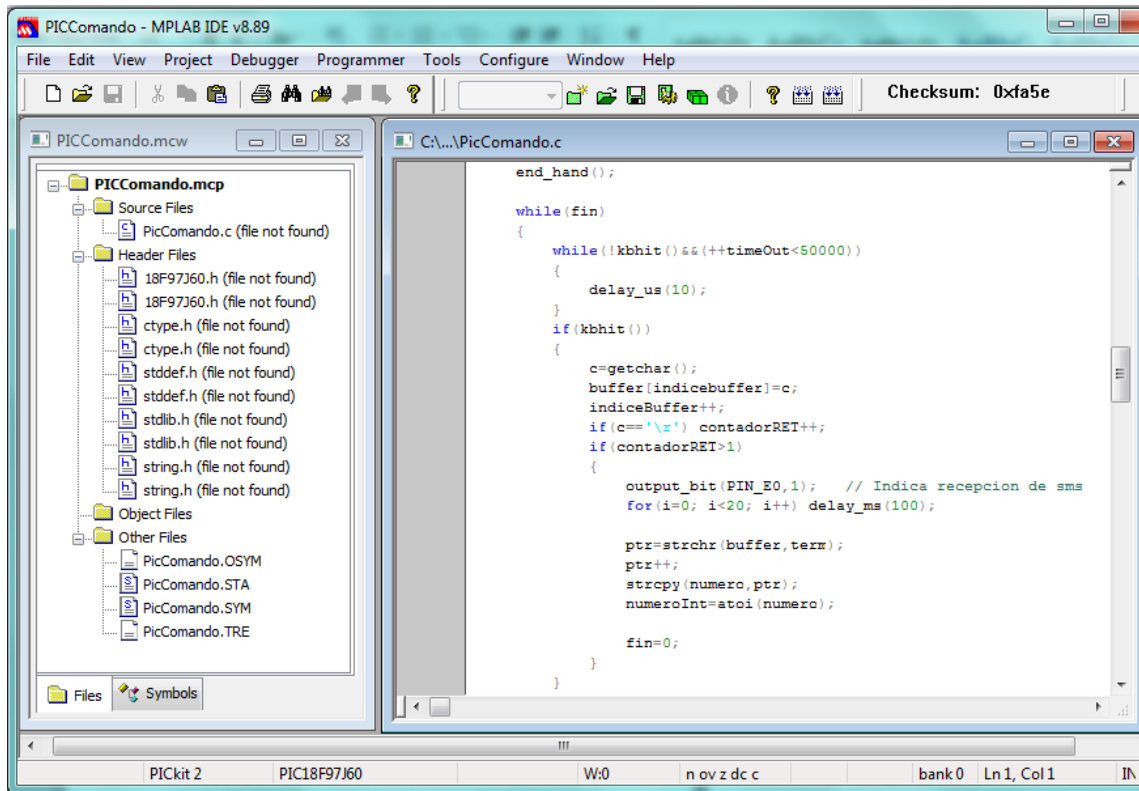 PICComando - MPLAB IDE v8.89
File Edit View Project Debugger Programmer Tools Configure Window Help
Checksum: 0xfa5e
PICComando.mcw
PICComando.mcp
Source Files
PicComando.c (file not found)
Header Files
18F97J60.h (file not found)
18F97J60.h (file not found)
ctype.h (file not found)
ctype.h (file not found)
stddef.h (file not found)
stddef.h (file not found)
stdlib.h (file not found)
stdlib.h (file not found)
string.h (file not found)
string.h (file not found)
Object Files
Other Files
PicComando.OSYM
PicComando.STA
PicComando.SYM
PicComando.TRE
Files Symbols
C:\...\PicComando.c
end_hand();
while(fin)
{
while(!kbhit()&&(++timeOut<50000))
{
delay_us(10);
}
if(kbhit())
{
c=getchar();
buffer[indicebuffer]=c;
indiceBuffer++;
if(c=='\r') contadorRET++;
if(contadorRET>1)
{
output_bit(PIN_E0,1); // Indica recepcion de sms
for(i=0; i<20; i++) delay_ms(100);
ptr=strchr(buffer,term);
ptr++;
strcpy(numero,ptr);
numeroInt=atoi(numero);
fin=0;
}
}
PICkit 2 PIC18F97J60 W:0 n ov z dc c bank 0 Ln 1, Col 1 IN